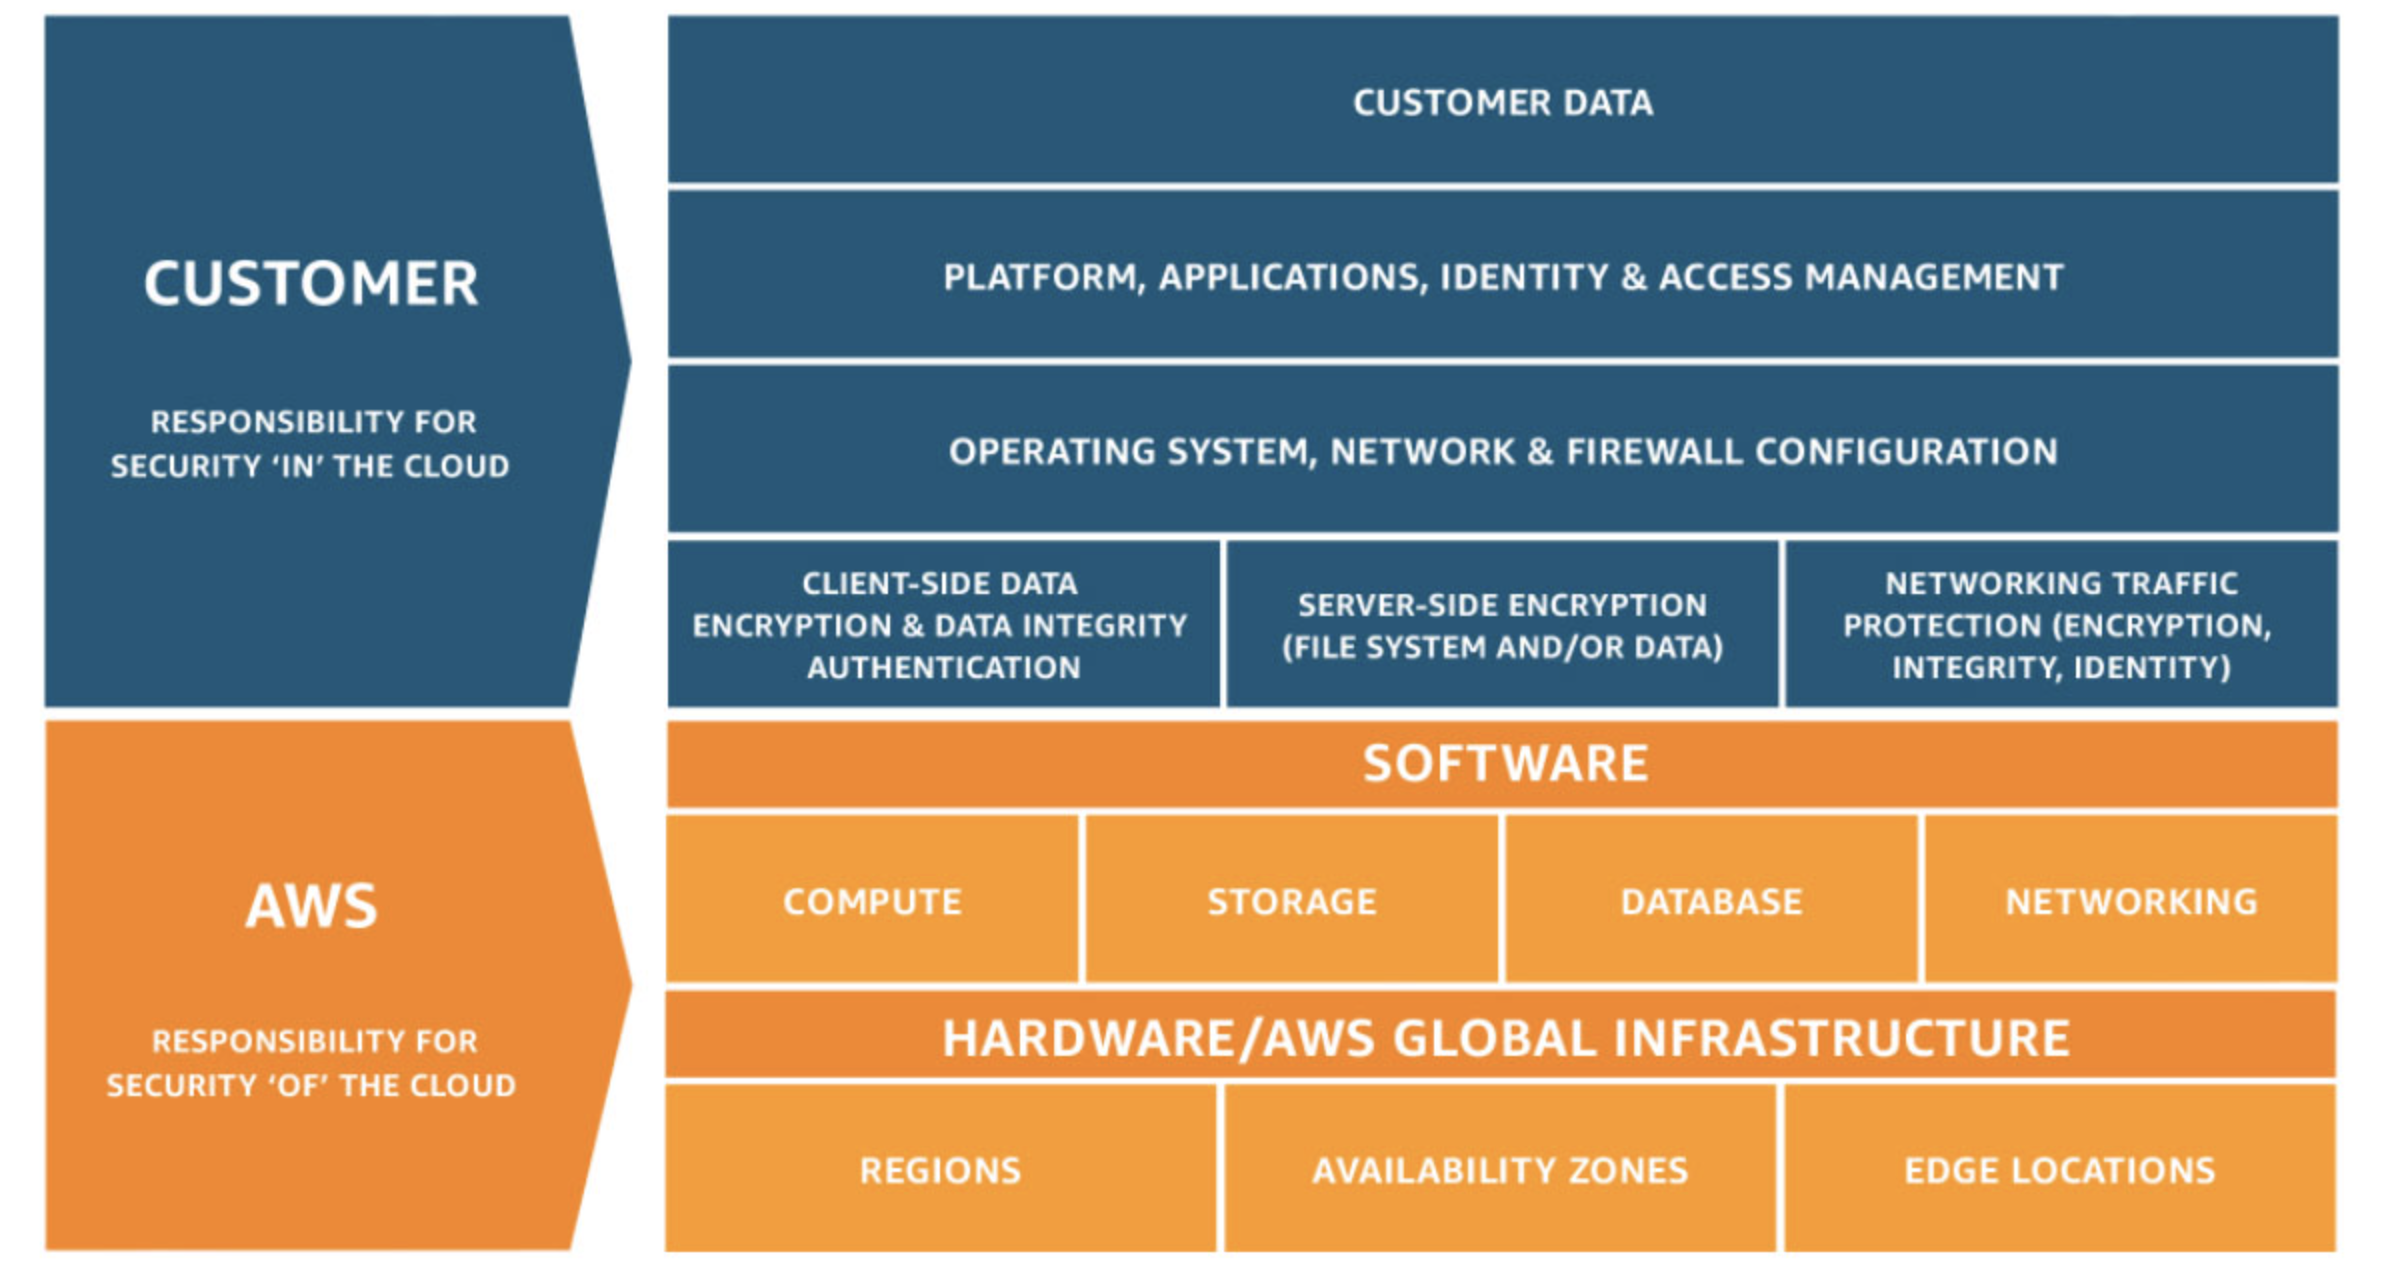 CUSTOMER
RESPONSIBILITY FOR
SECURITY ‘IN’ THE CLOUD
CUSTOMER DATA
PLATFORM, APPLICATIONS, IDENTITY & ACCESS MANAGEMENT
OPERATING SYSTEM, NETWORK & FIREWALL CONFIGURATION
CLIENT-SIDE DATA
ENCRYPTION & DATA INTEGRITY
AUTHENTICATION
SERVER-SIDE ENCRYPTION
(FILE SYSTEM AND/OR DATA)
NETWORKING TRAFFIC
PROTECTION (ENCRYPTION,
INTEGRITY, IDENTITY)
AWS
RESPONSIBILITY FOR
SECURITY ‘OF’ THE CLOUD
SOFTWARE
COMPUTE
STORAGE
DATABASE
NETWORKING
HARDWARE/AWS GLOBAL INFRASTRUCTURE
REGIONS
AVAILABILITY ZONES
EDGE LOCATIONS